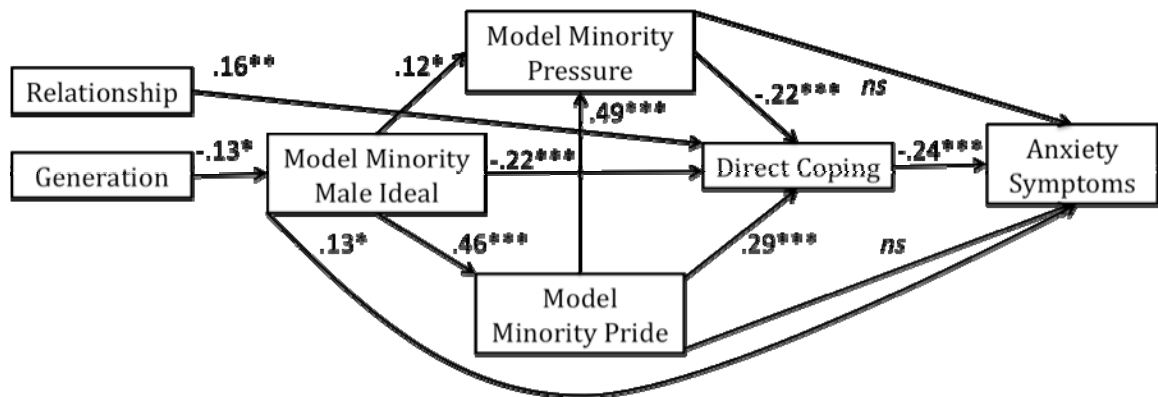 Model Minority
Pressure
.16**
.12*
Relationship
-.22***
ns
.49***
Generation
-.13*
Model Minority
Male Ideal
-.22***
Direct Coping
-.24***
Anxiety
Symptoms
.13*
.46***
.29***
ns
Model
Minority Pride